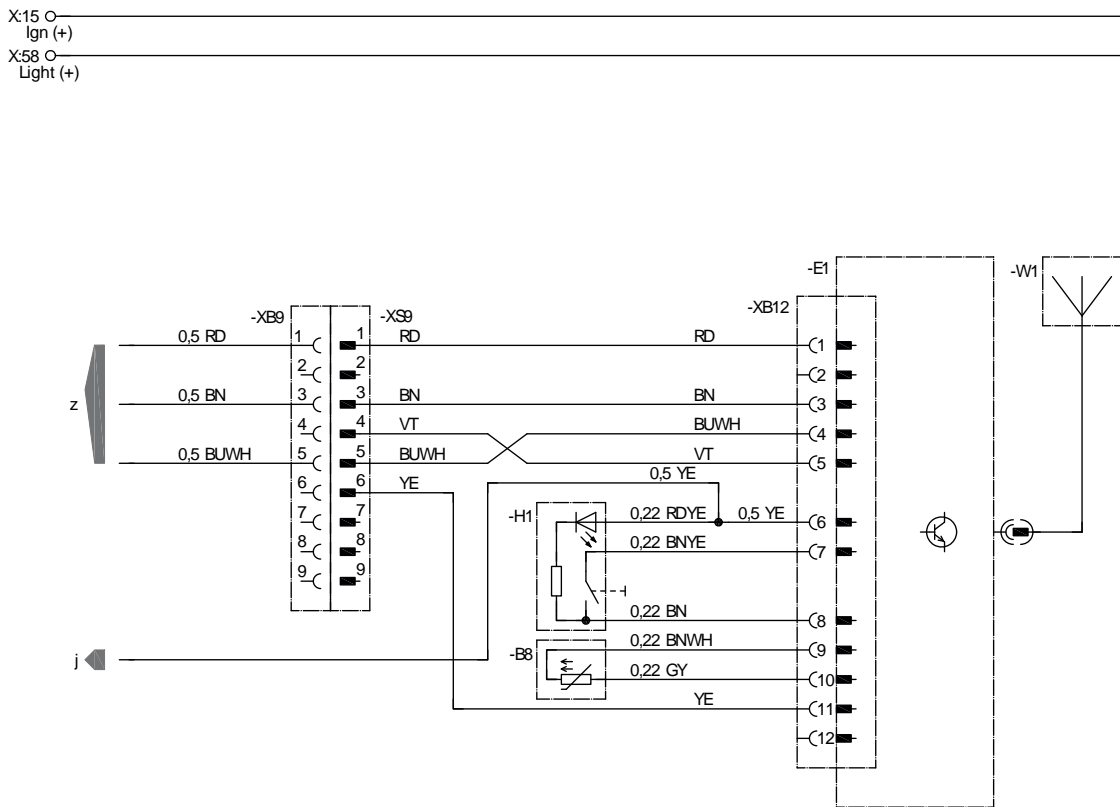 X:15
Ign (+)
X:58
Light (+)
-E1
-W1
-XB12
-XB9
-XS9
0,5 RD
1
1
RD
RD
1
2
2
2
z
0,5 BN
3
3
BN
BN
3
4
4
VT
BUWH
4
0,5 BUWH
5
5
BUWH
VT
5
0,5 YE
6
6
YE
-H1
0,22 RDYE
0,5 YE
6
7
7
0,22 BNYE
7
8
8
9
9
0,22 BN
8
j
-B8
0,22 BNWH
9
0,22 GY
10
YE
11
12